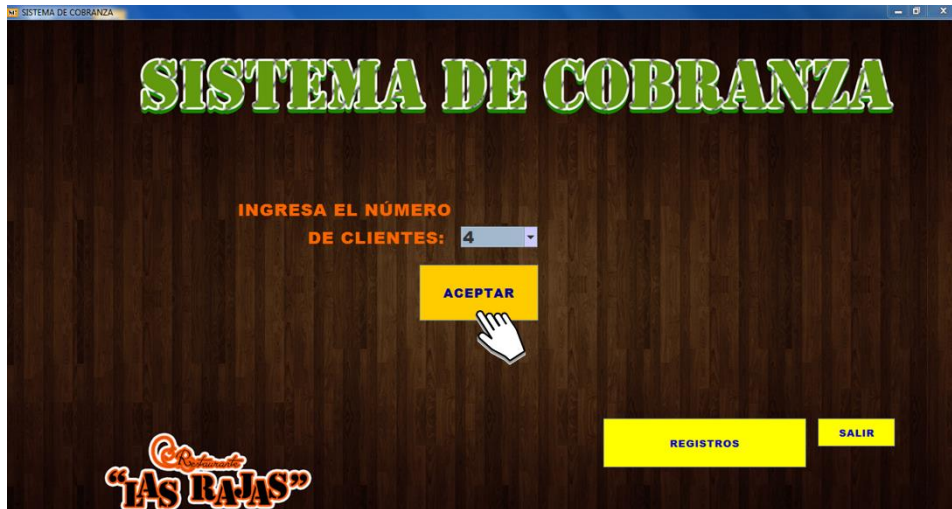 SISTEMA DE COBRANZA
SISTEMA DE COBRANZA
INGRESA EL NÚMERO
DE CLIENTES: 4
ACEPTAR
REGISTROS
SALIR
Restaurante
“LAS RAJAS”